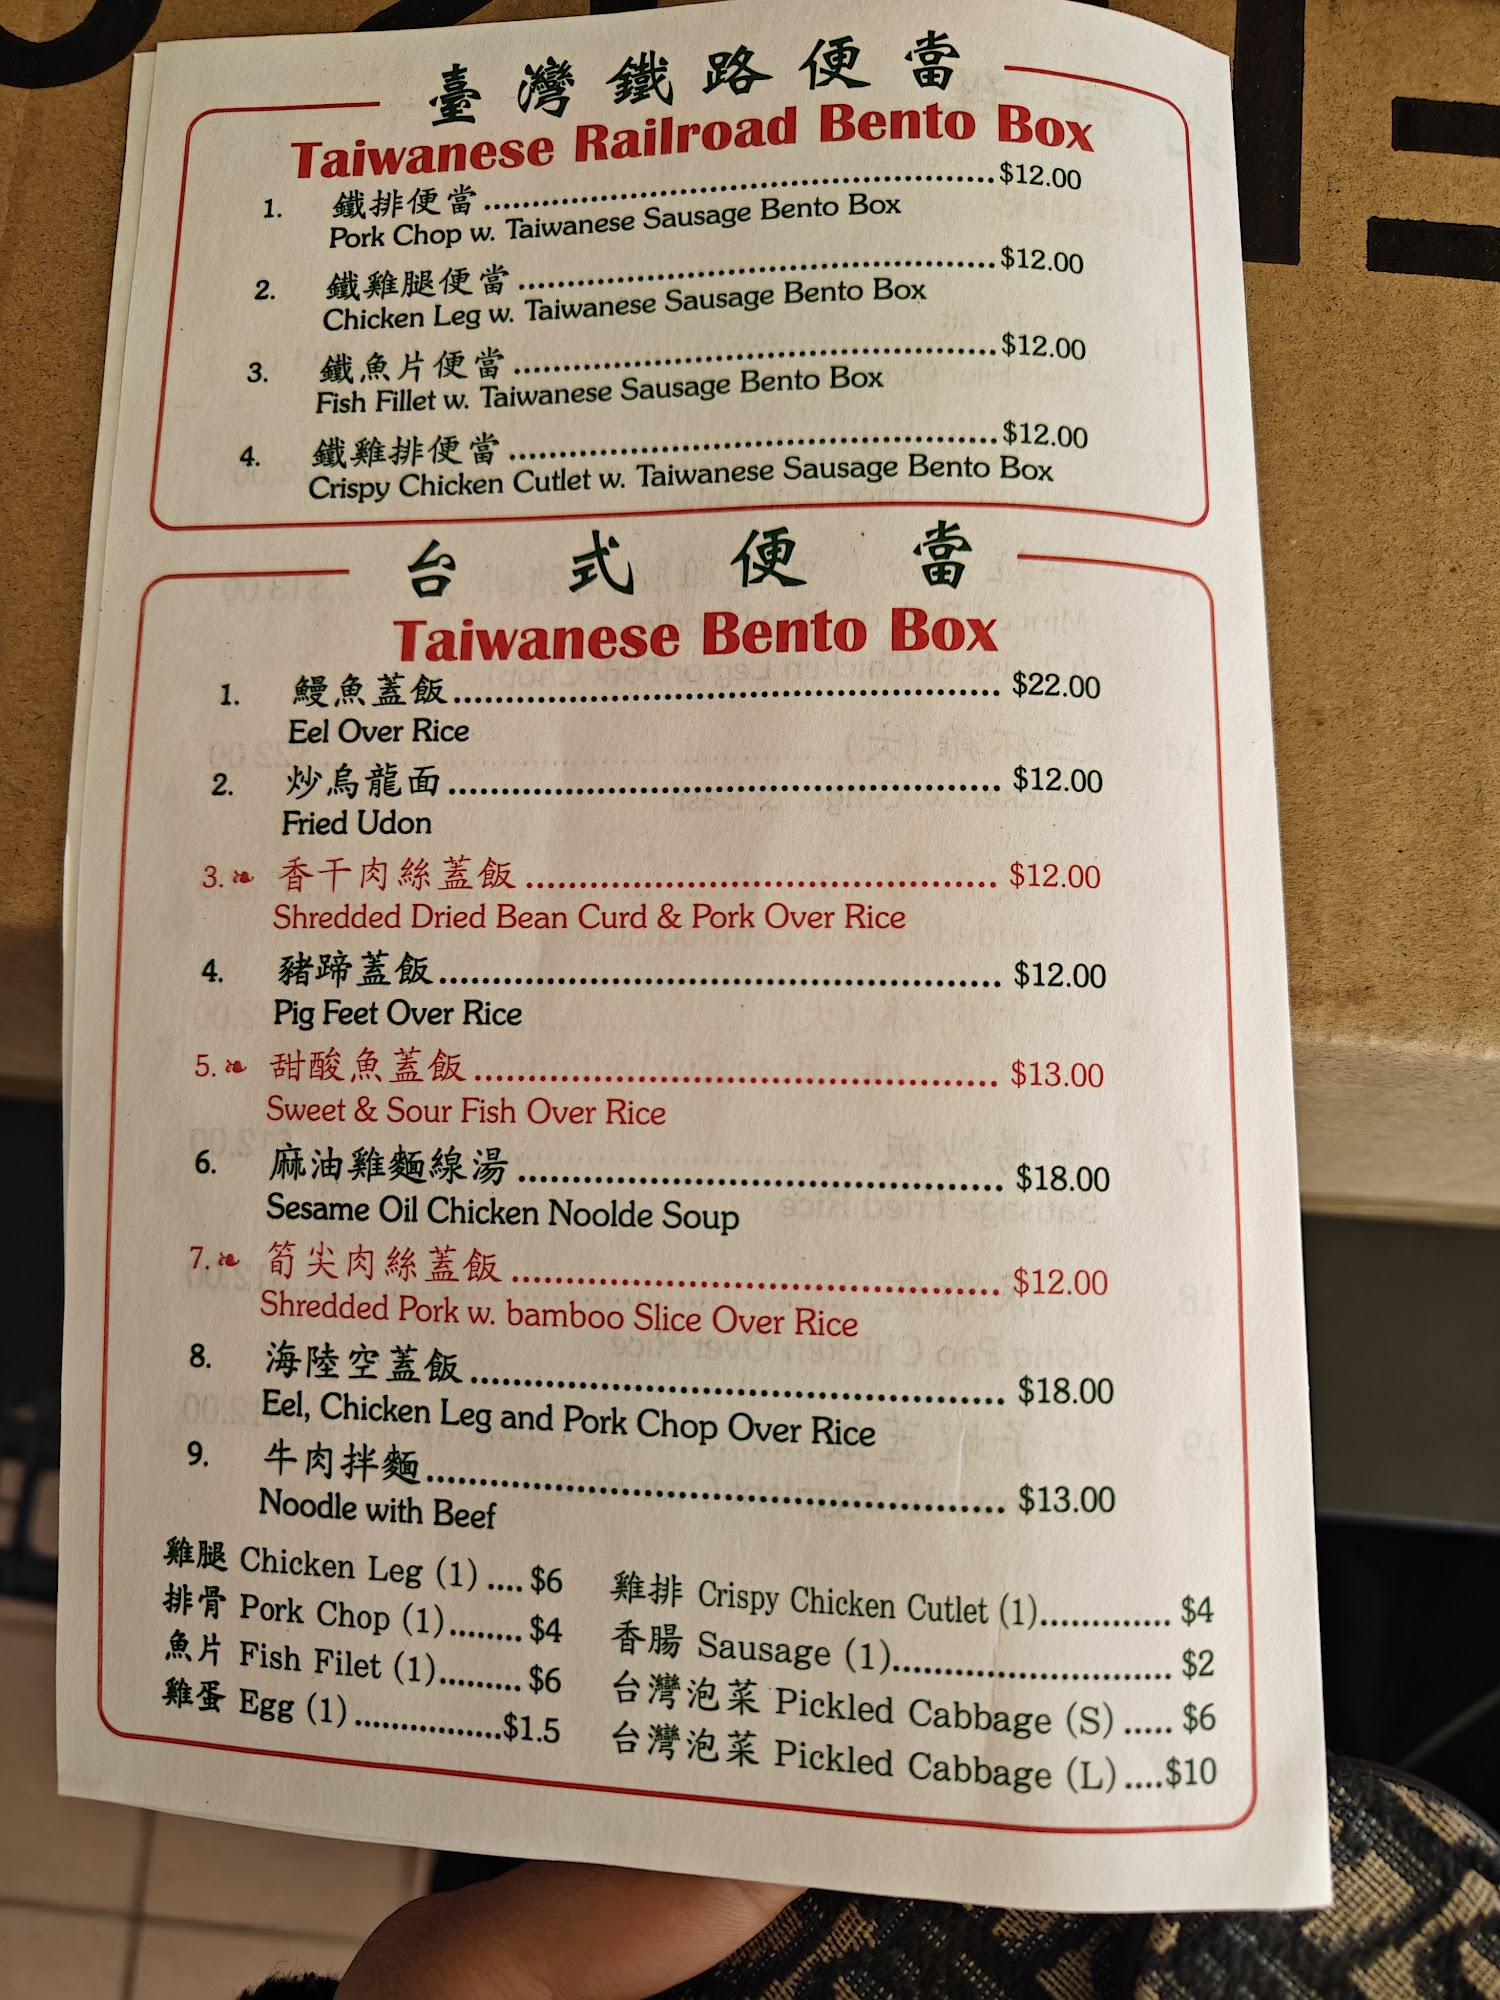 臺灣鐵路便當
Taiwanese Railroad Bento Box
1. 鐵排便當 $12.00
Pork Chop w. Taiwanese Sausage Bento Box
2. 鐵雞腿便當 $12.00
Chicken Leg w. Taiwanese Sausage Bento Box
3. 鐵魚片便當 $12.00
Fish Fillet w. Taiwanese Sausage Bento Box
4. 鐵雞排便當 $12.00
Crispy Chicken Cutlet w. Taiwanese Sausage Bento Box
台式便當
Taiwanese Bento Box
1. 鰻魚蓋飯 $22.00
Eel Over Rice
2. 炒烏龍面 $12.00
Fried Udon
3. 香干肉絲蓋飯 $12.00
Shredded Dried Bean Curd & Pork Over Rice
4. 豬蹄蓋飯 $12.00
Pig Feet Over Rice
5. 甜酸魚蓋飯 $13.00
Sweet & Sour Fish Over Rice
6. 麻油雞麵線湯 $18.00
Sesame Oil Chicken Noolde Soup
7. 筍尖肉絲蓋飯 $12.00
Shredded Pork w. bamboo Slice Over Rice
8. 海陸空蓋飯 $18.00
Eel, Chicken Leg and Pork Chop Over Rice
9. 牛肉拌麵 $13.00
Noodle with Beef
雞腿 Chicken Leg (1) .... $6
排骨 Pork Chop (1)........ $4
魚片 Fish Filet (1)......... $6
雞蛋 Egg (1) ................$1.5
雞排 Crispy Chicken Cutlet (1)............. $4
香腸 Sausage (1)........................... $2
台灣泡菜 Pickled Cabbage (S) ..... $6
台灣泡菜 Pickled Cabbage (L) ....$10